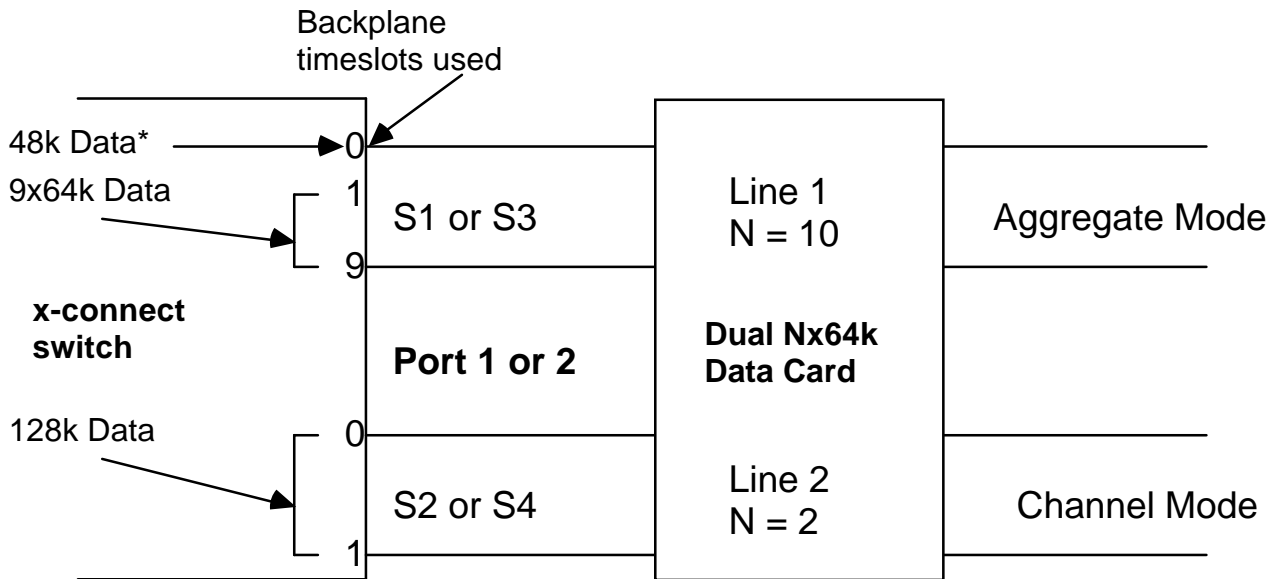 Backplane
timeslots used
48k Data*
0
9x64k Data
1
S1 or S3
Line 1
N = 10
Aggregate Mode
9
x-connect
switch
Port 1 or 2
Dual Nx64k
Data Card
128k Data
0
S2 or S4
Line 2
N = 2
Channel Mode
1